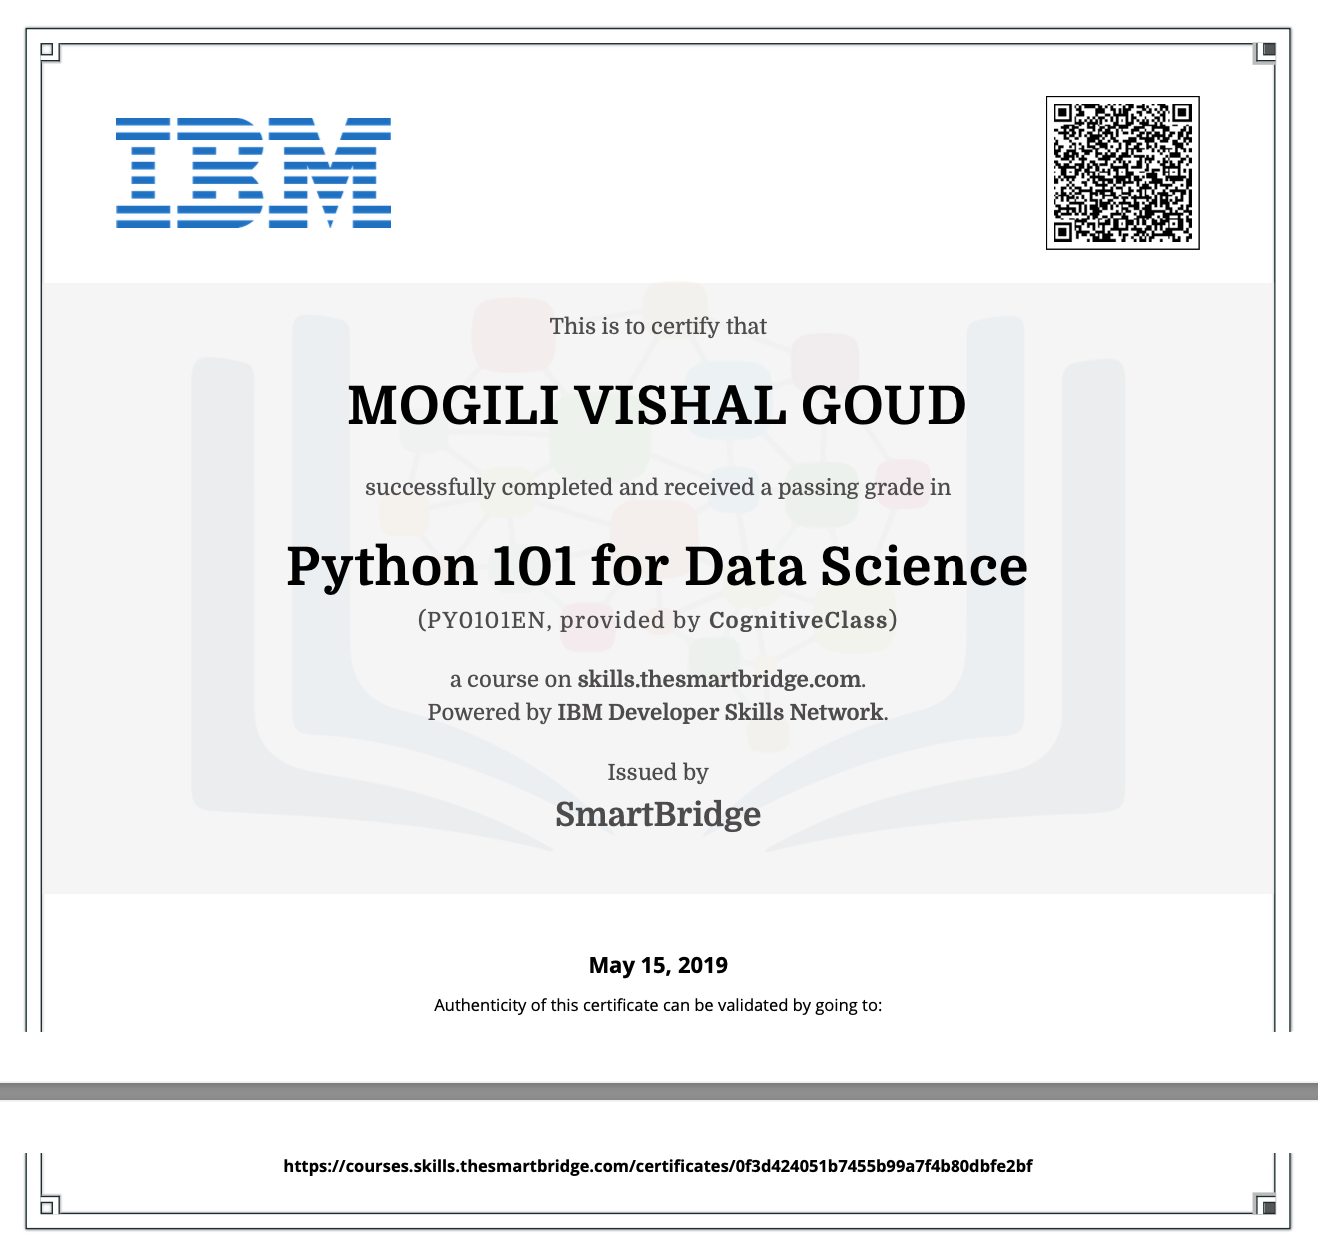 IBM
This is to certify that
MOGILI VISHAL GOUD
successfully completed and received a passing grade in
Python 101 for Data Science
(PY0101EN, provided by CognitiveClass)
a course on skills.thesmartbridge.com.
Powered by IBM Developer Skills Network.
Issued by
SmartBridge
May 15, 2019
Authenticity of this certificate can be validated by going to:
https://courses.skills.thesmartbridge.com/certificates/0f3d424051b7455b99a7f4b80dbfe2bf